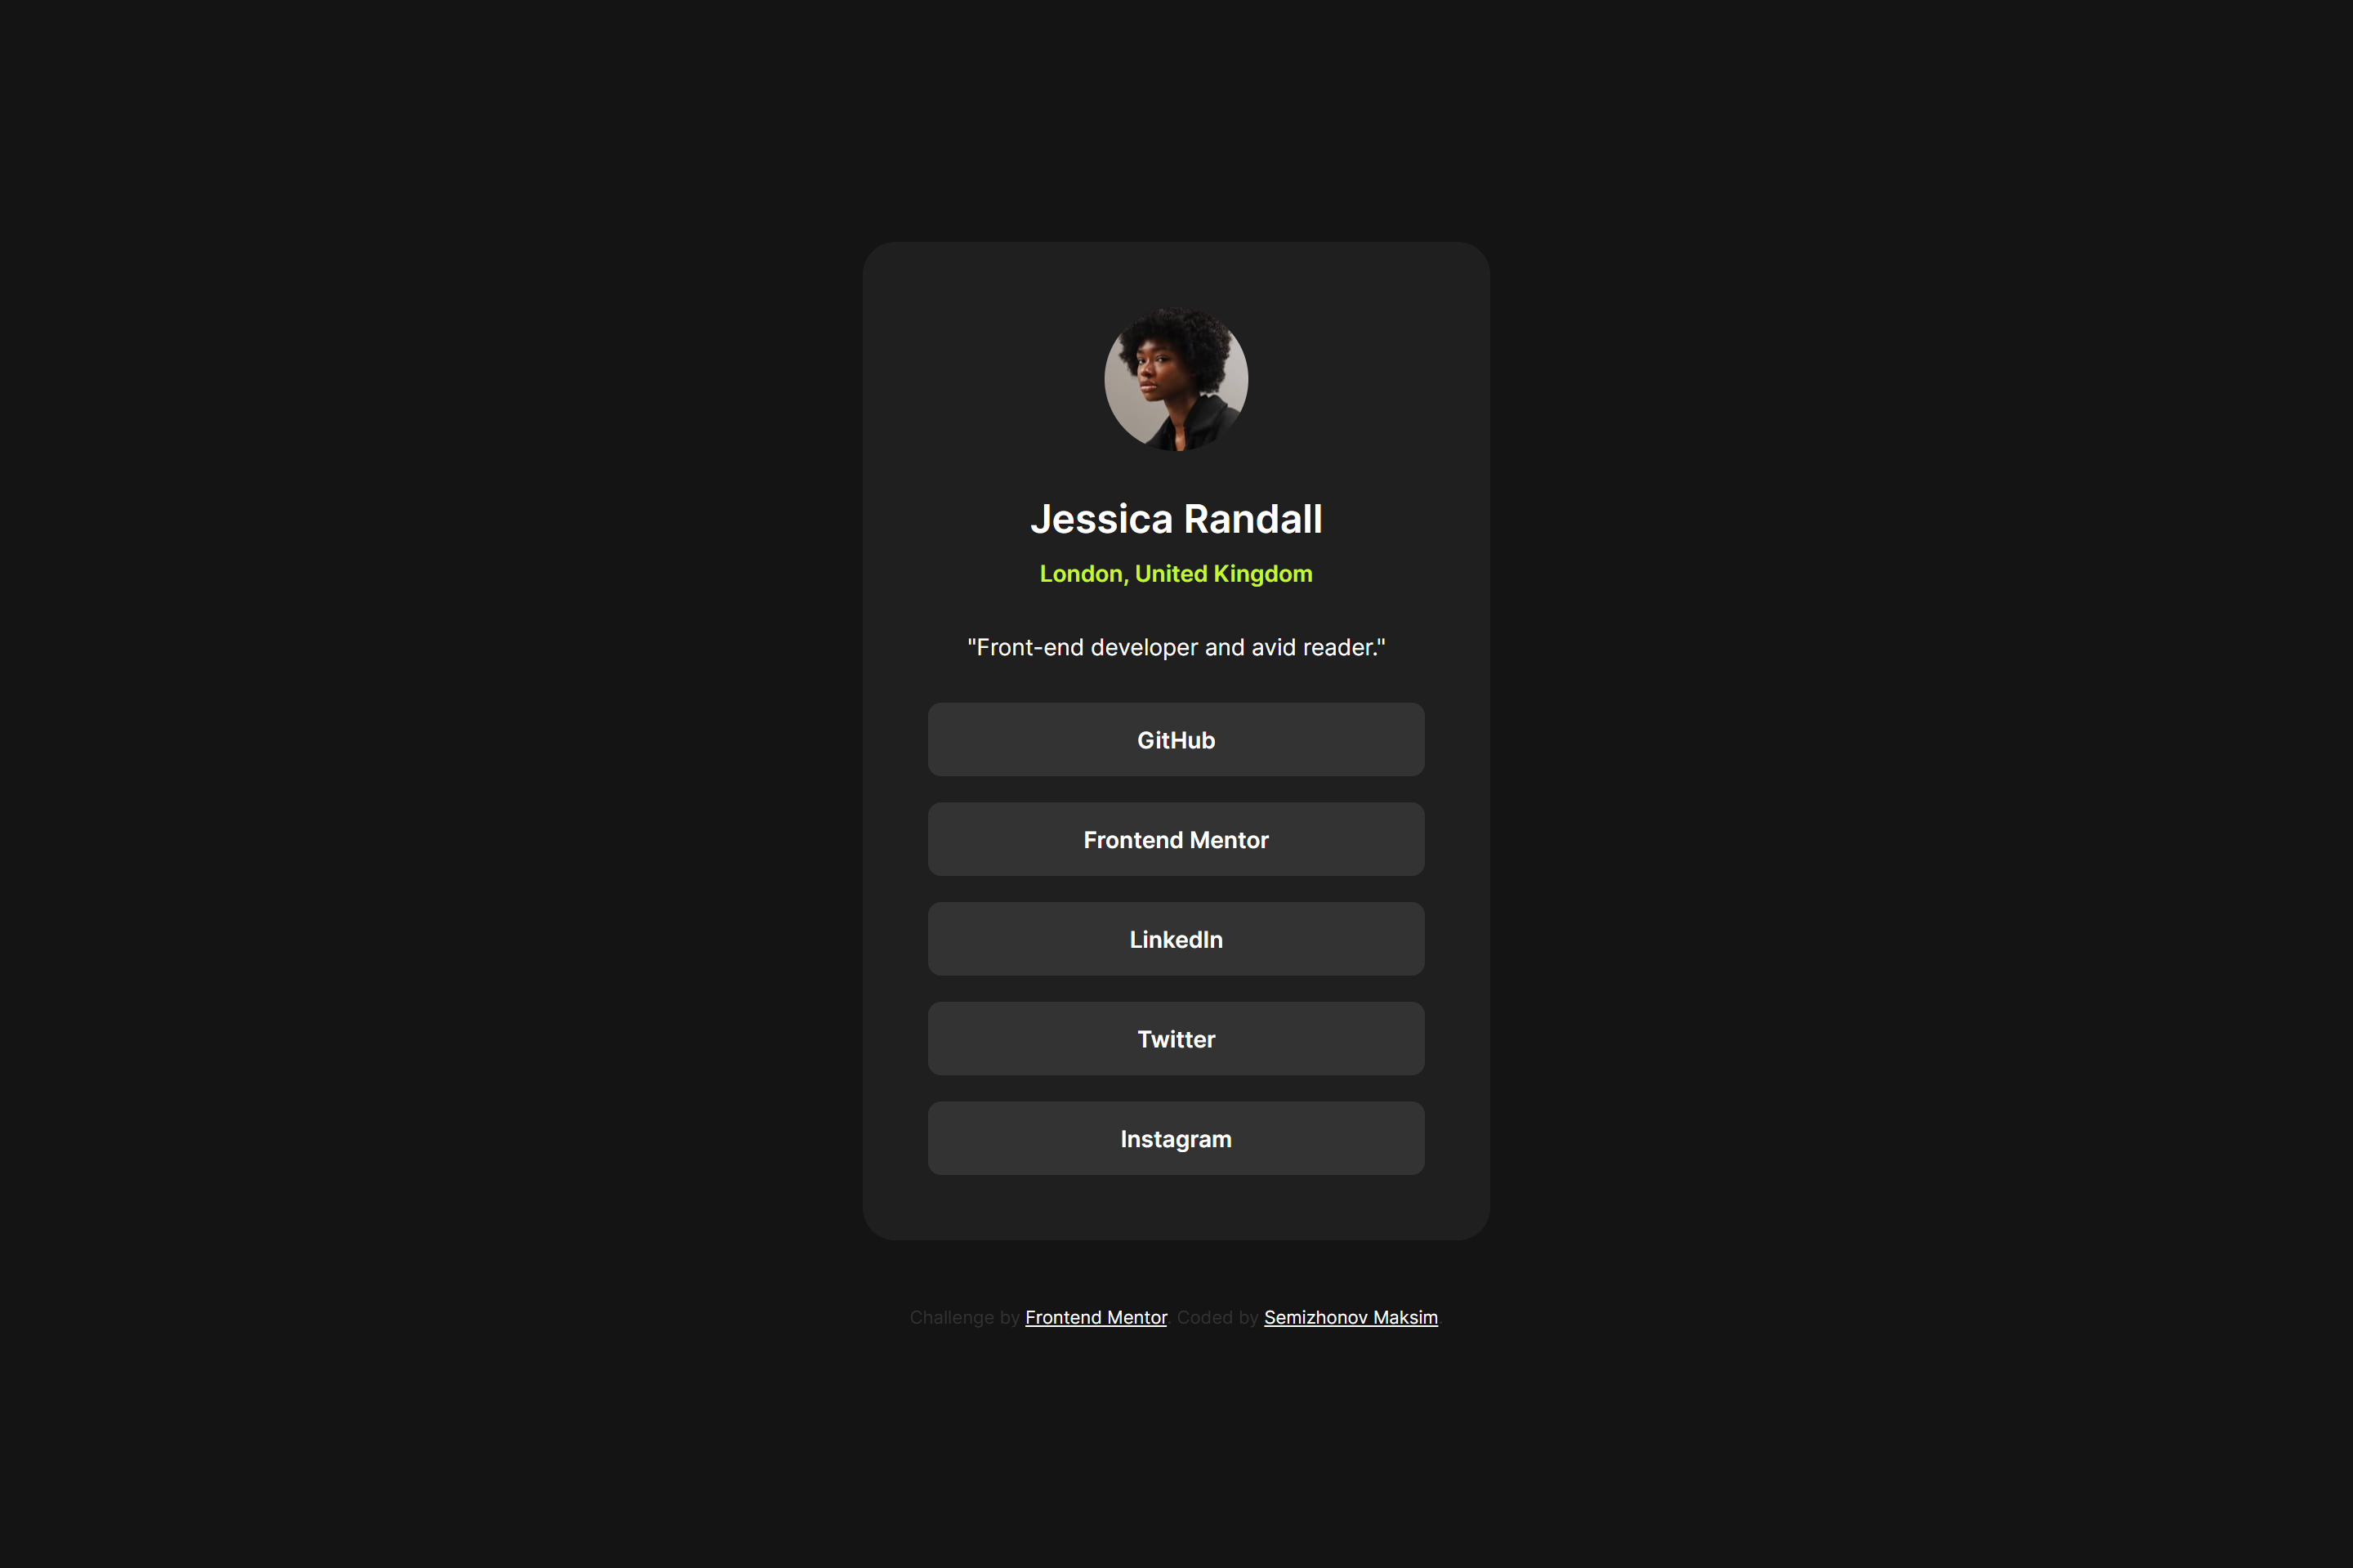 Jessica Randall
London, United Kingdom
"Front-end developer and avid reader."
GitHub
Frontend Mentor
LinkedIn
Twitter
Instagram
Challenge by Frontend Mentor. Coded by Semizhonov Maksim.